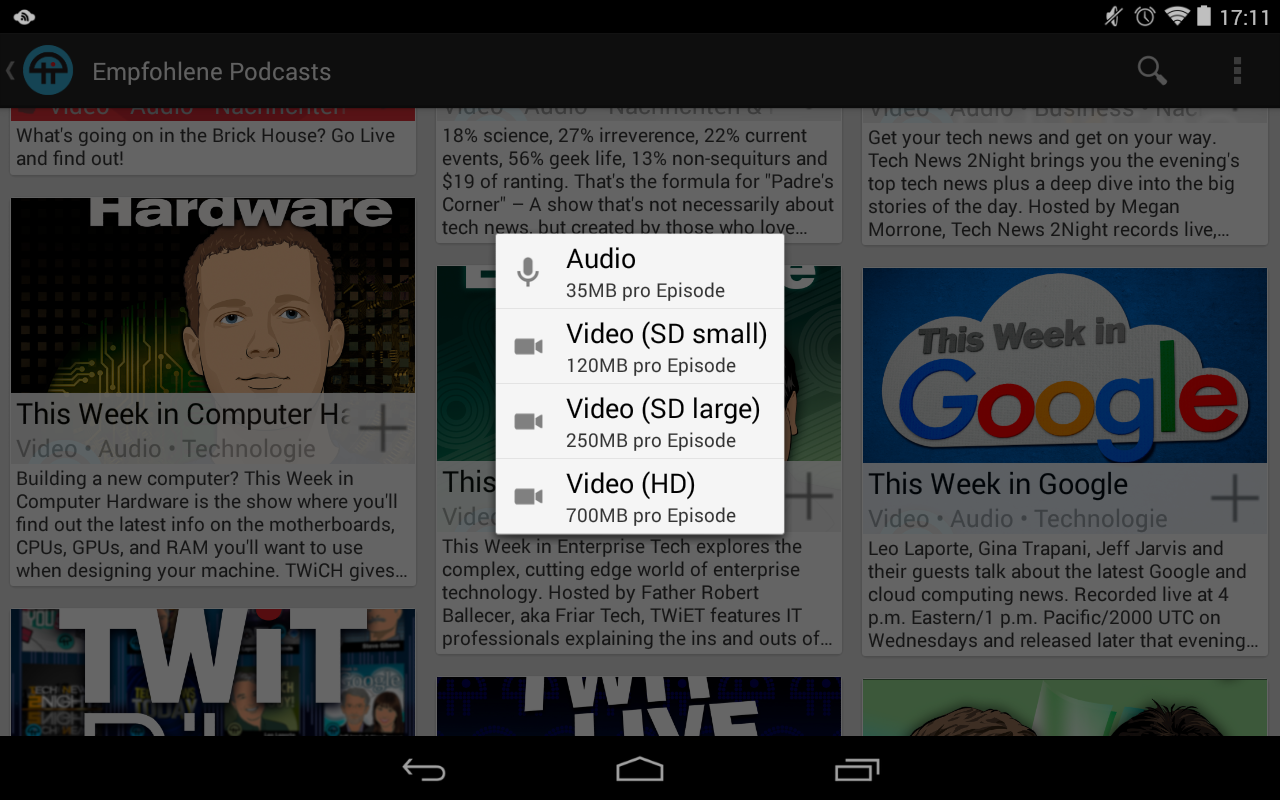 17:11
Empfohlene Podcasts
Video • Audio • Nachrichten
What's going on in the Brick House? Go Live
and find out!
Hardware
This Week in Computer Ha
Video • Audio • Technologie
Building a new computer? This Week in
Computer Hardware is the show where you'll
find out the latest info on the motherboards,
CPUs, GPUs, and RAM you'll want to use
when designing your machine. TWiCH gives…
TWiT
Video • Audio • Nachrichten &
18% science, 27% irreverence, 22% current
events, 56% geek life, 13% non-sequiturs and
$19 of ranting. That's the formula for "Padre's
Corner" – A show that's not necessarily about
tech news, but created by those who love…
Audio
35MB pro Episode
Video (SD small)
120MB pro Episode
Video (SD large)
250MB pro Episode
Video (HD)
700MB pro Episode
This
Video
This Week in Enterprise Tech explores the
complex, cutting edge world of enterprise
technology. Hosted by Father Robert
Ballecer, aka Friar Tech, TWiET features IT
professionals explaining the ins and outs of…
TWiT
LIVE
Video • Audio • Business • Nac
Get your tech news and get on your way.
Tech News 2Night brings you the evening's
top tech news plus a deep dive into the big
stories of the day. Hosted by Megan
Morrone, Tech News 2Night records live,…
This Week in
Google
This Week in Google
Video • Audio • Technologie
Leo Laporte, Gina Trapani, Jeff Jarvis and
their guests talk about the latest Google and
cloud computing news. Recorded live at 4
p.m. Eastern/1 p.m. Pacific/2000 UTC on
Wednesdays and released later that evening…